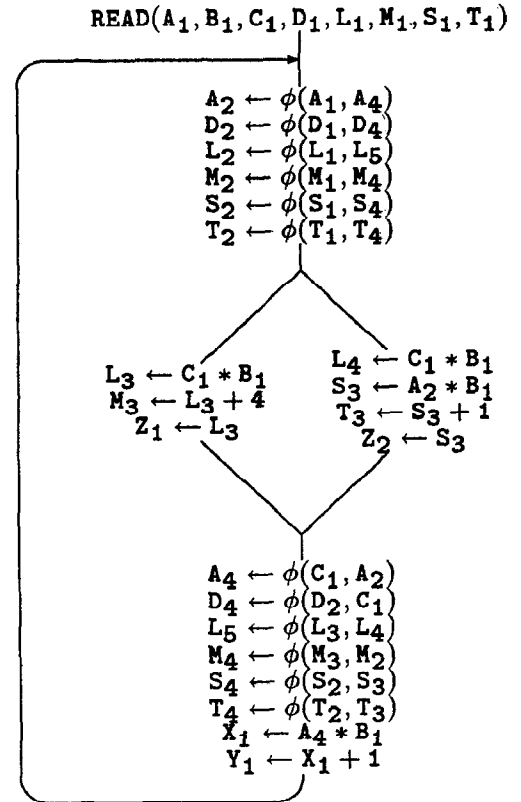 READ(A₁,B₁,C₁,D₁,L₁,M₁,S₁,T₁)
A₂ ← ϕ(A₁,A₄)
D₂ ← ϕ(D₁,D₄)
L₂ ← ϕ(L₁,L₅)
M₂ ← ϕ(M₁,M₄)
S₂ ← ϕ(S₁,S₄)
T₂ ← ϕ(T₁,T₄)
L₃ ← C₁ * B₁
M₃ ← L₃ + 4
Z₁ ← L₃
L₄ ← C₁ * B₁
S₃ ← A₂ * B₁
T₃ ← S₃ + 1
Z₂ ← S₃
A₄ ← ϕ(C₁,A₂)
D₄ ← ϕ(D₂,C₁)
L₅ ← ϕ(L₃,L₄)
M₄ ← ϕ(M₃,M₂)
S₄ ← ϕ(S₂,S₃)
T₄ ← ϕ(T₂,T₃)
X₁ ← A₄ * B₁
Y₁ ← X₁ + 1